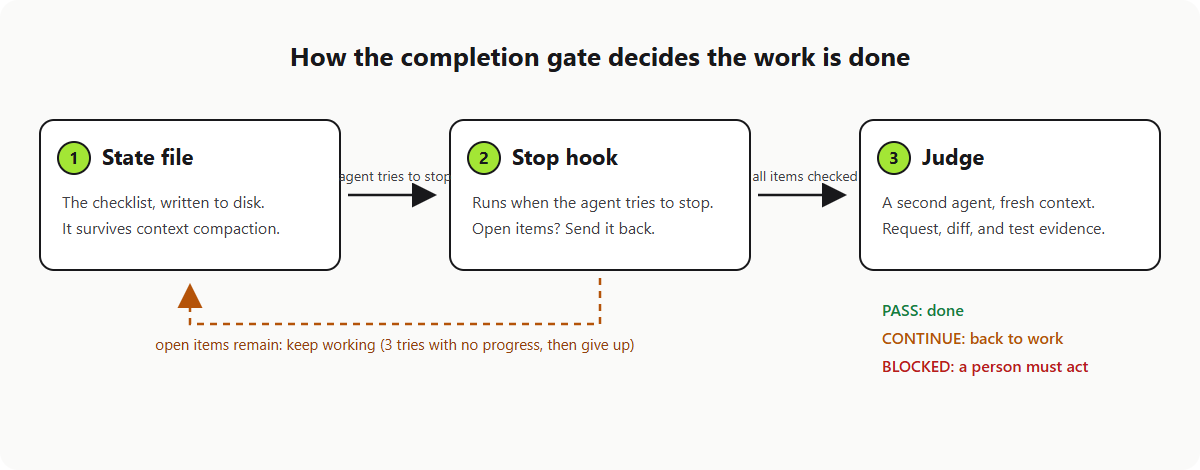 How the completion gate decides the work is done
1 State file
The checklist, written to disk.
It survives context compaction.
agent tries to stop
2 Stop hook
Runs when the agent tries to stop.
Open items? Send it back.
all items checked
3 Judge
A second agent, fresh context.
Request, diff, and test evidence.
open items remain: keep working (3 tries with no progress, then give up)
PASS: done
CONTINUE: back to work
BLOCKED: a person must act